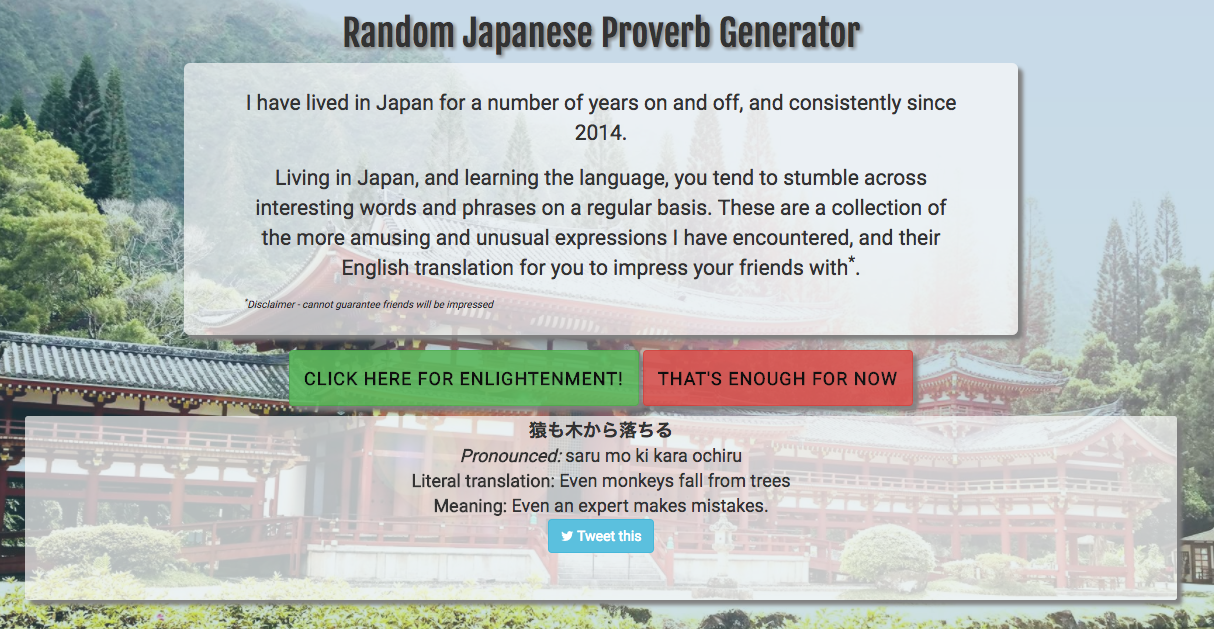 Random Japanese Proverb Generator
I have lived in Japan for a number of years on and off, and consistently since
2014.
Living in Japan, and learning the language, you tend to stumble across
interesting words and phrases on a regular basis. These are a collection of
the more amusing and unusual expressions I have encountered, and their
English translation for you to impress your friends with*.
*Disclaimer - cannot guarantee friends will be impressed
CLICK HERE FOR ENLIGHTENMENT! THAT'S ENOUGH FOR NOW
猿も木から落ちる
Pronounced: saru mo ki kara ochiru
Literal translation: Even monkeys fall from trees
Meaning: Even an expert makes mistakes.
Tweet this